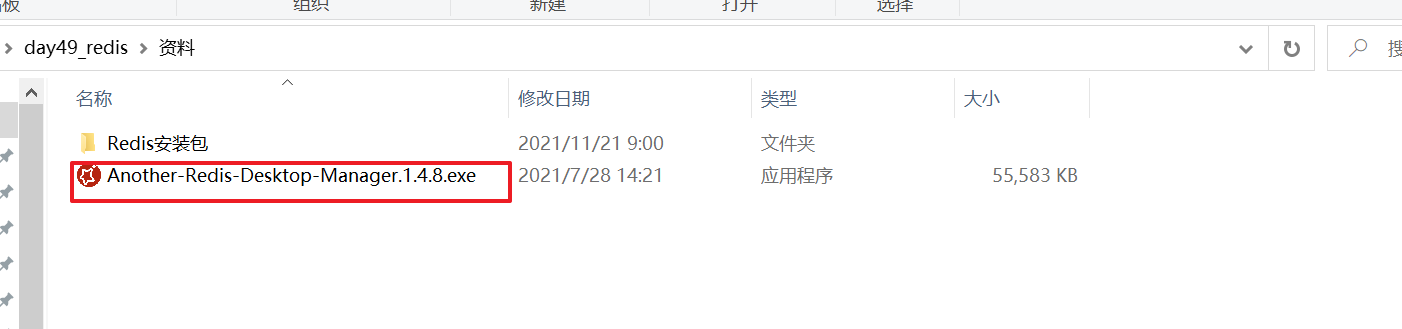 组织 新建 打开 选择
day49_redis 资料
名称 修改日期 类型 大小
Redis安装包 2021/11/21 9:00 文件夹
Another-Redis-Desktop-Manager.1.4.8.exe 2021/7/28 14:21 应用程序 55,583 KB